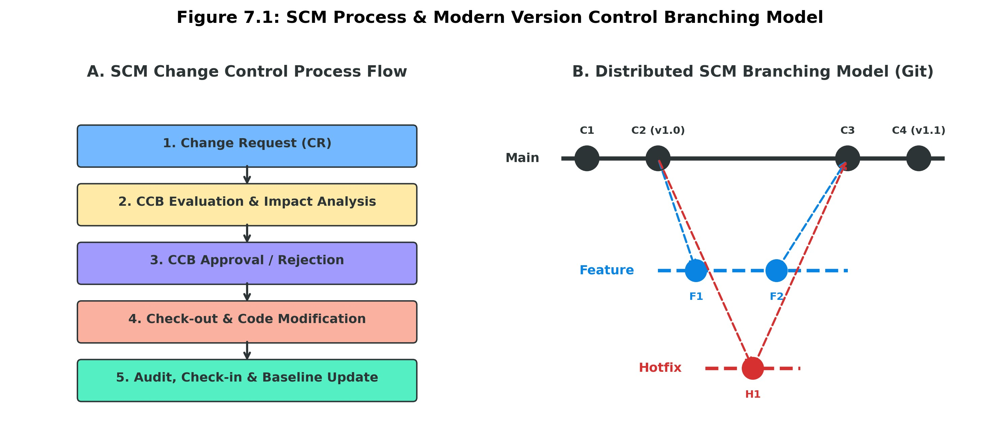 Figure 7.1: SCM Process & Modern Version Control Branching Model
A. SCM Change Control Process Flow
1. Change Request (CR)
2. CCB Evaluation & Impact Analysis
3. CCB Approval / Rejection
4. Check-out & Code Modification
5. Audit, Check-in & Baseline Update
B. Distributed SCM Branching Model (Git)
C1
C2 (v1.0)
C3
C4 (v1.1)
Main
Feature
F1
F2
Hotfix
H1